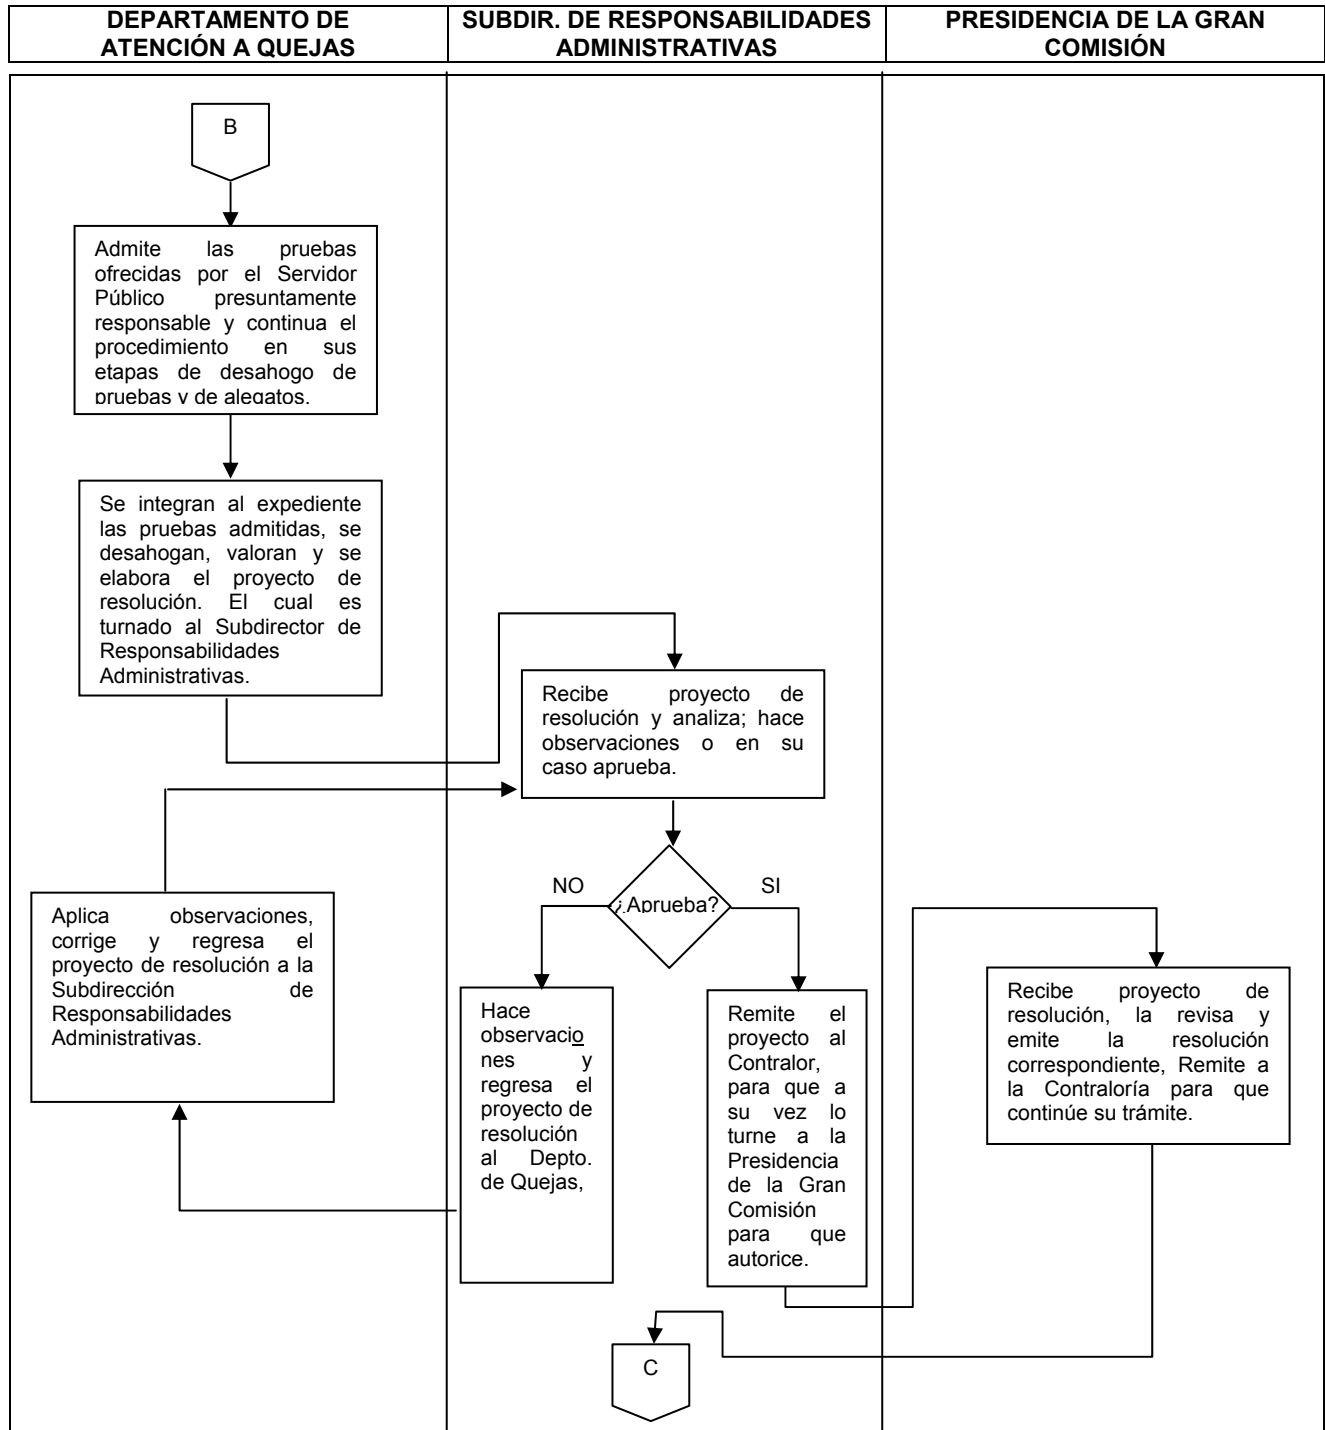 DEPARTAMENTO DE
ATENCIÓN A QUEJAS
SUBDIR. DE RESPONSABILIDADES
ADMINISTRATIVAS
PRESIDENCIA DE LA GRAN
COMISIÓN
B
Admite las pruebas
ofrecidas por el Servidor
Público presuntamente
responsable y continua el
procedimiento en sus
etapas de desahogo de
pruebas y de alegatos.
Se integran al expediente
las pruebas admitidas, se
desahogan, valoran y se
elabora el proyecto de
resolución. El cual es
turnado al Subdirector de
Responsabilidades
Administrativas.
Recibe proyecto de
resolución y analiza; hace
observaciones o en su
caso aprueba.
NO
¿Aprueba?
SI
Aplica observaciones,
corrige y regresa el
proyecto de resolución a la
Subdirección de
Responsabilidades
Administrativas.
Hace
observacio
nes y
regresa el
proyecto de
resolución
al Depto.
de Quejas,
Remite el
proyecto al
Contralor,
para que a
su vez lo
turne a la
Presidencia
de la Gran
Comisión
para que
autorice.
Recibe proyecto de
resolución, la revisa y
emite la resolución
correspondiente, Remite a
la Contraloría para que
continúe su trámite.
C